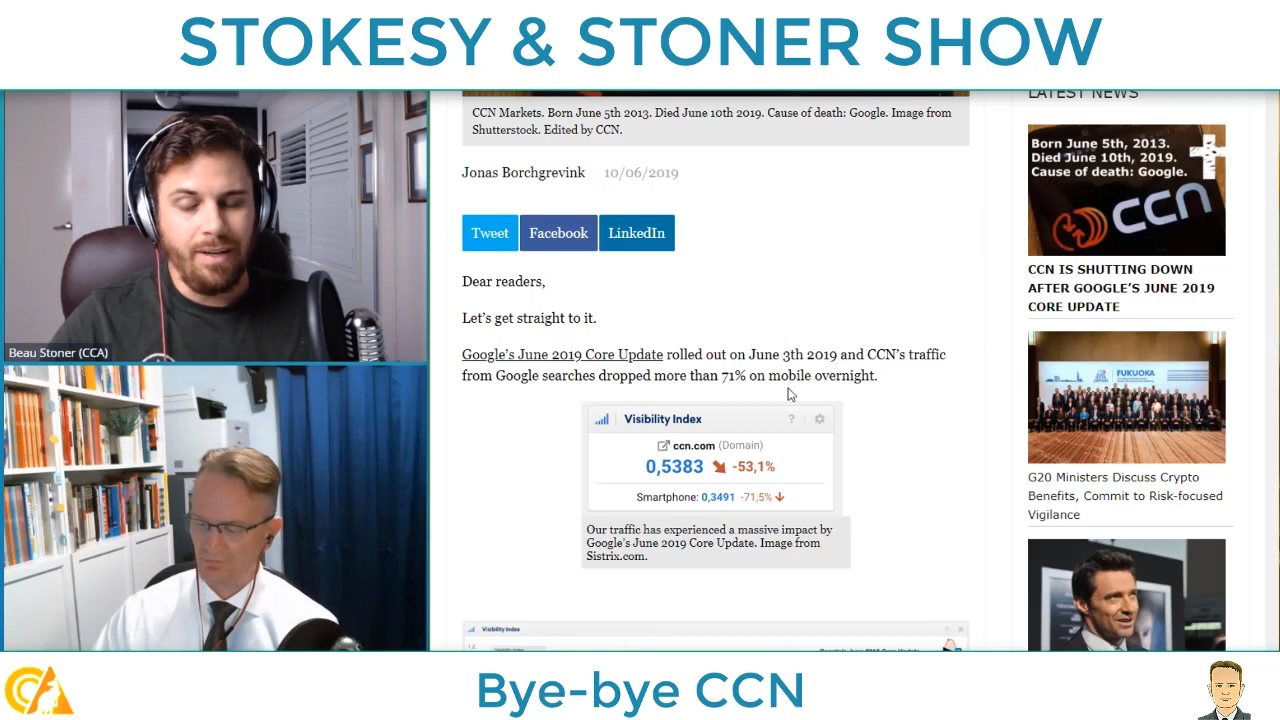 STOKESY & STONER SHOW
Beau Stoner (CCA)
CCN Markets. Born June 5th 2013. Died June 10th 2019. Cause of death: Google. Image from
Shutterstock. Edited by CCN.
Jonas Borchgrevink 10/06/2019
Tweet Facebook LinkedIn
Dear readers,
Let's get straight to it.
Google's June 2019 Core Update rolled out on June 3th 2019 and CCN's traffic
from Google searches dropped more than 71% on mobile overnight.
Visibility Index ?
ccn.com (Domain)
0,5383 -53,1%
Smartphone: 0,3491 -71,5%
Our traffic has experienced a massive impact by
Google's June 2019 Core Update. Image from
Sistrix.com.
Visibility Index
LATEST NEWS
Born June 5th, 2013.
Died June 10th, 2019.
Cause of death: Google.
ccn
CCN IS SHUTTING DOWN
AFTER GOOGLE'S JUNE 2019
CORE UPDATE
FUKUOKA
G20 Ministers Discuss Crypto
Benefits, Commit to Risk-focused
Vigilance
Bye-bye CCN